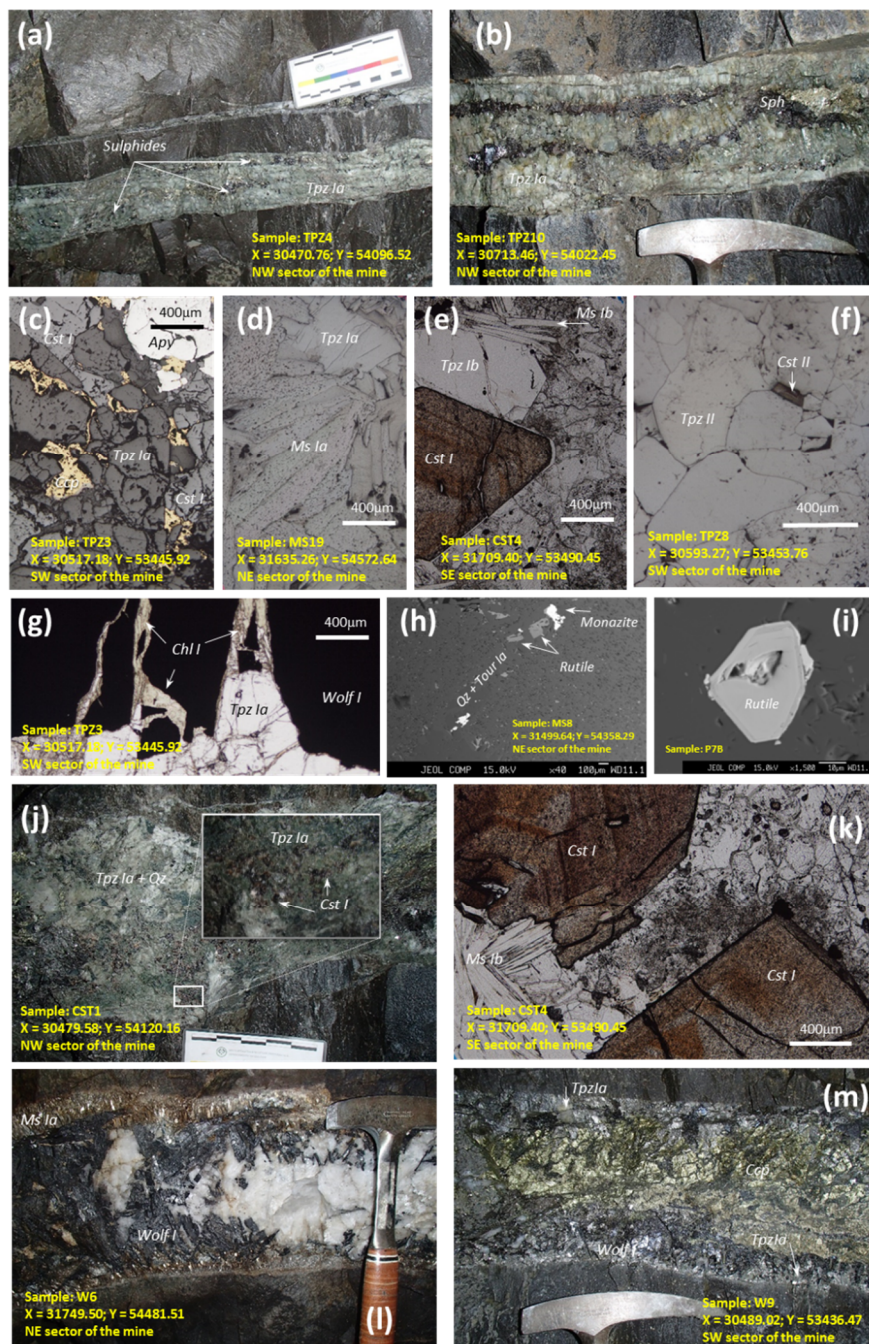 (a)
Sulphides
Tpz Ia
Sample: TPZ4
X = 30470.76; Y = 54096.52
NW sector of the mine
(b)
Sph
Tpz Ia
Sample: TPZ10
X = 30713.46; Y = 54022.45
NW sector of the mine
(c)
400µm
Cst I
Apy
Tpz Ia
Ccp
Cst I
Sample: TPZ3
X = 30517.18; Y = 53445.92
SW sector of the mine
(d)
Tpz Ia
Ms Ia
400µm
Sample: MS19
X = 31635.26; Y = 54572.64
NE sector of the mine
(e)
Ms Ib
Tpz Ib
Cst I
400µm
Sample: CST4
X = 31709.40; Y = 53490.45
SE sector of the mine
(f)
Cst II
Tpz II
400µm
Sample: TPZ8
X = 30593.27; Y = 53453.76
SW sector of the mine
(g)
400µm
Chl I
Wolf I
Tpz Ia
Sample: TPZ3
X = 30517.18; Y = 53445.92
SW sector of the mine
(h)
Monazite
Rutile
Qz + Tour Ia
Sample: MS8
X = 31499.64; Y = 54358.29
NE sector of the mine
JEOL COMP 15.0kV x40 100µm WD11.1
(i)
Rutile
Sample: P7B
JEOL COMP 15.0kV x1,500 10µm WD11.1
(j)
Tpz Ia
Tpz Ia + Qz
Cst I
Sample: CST1
X = 30479.58; Y = 54120.16
NW sector of the mine
(k)
Cst I
Ms Ib
Cst I
Sample: CST4
X = 31709.40; Y = 53490.45
SE sector of the mine
400µm
Ms Ia
Wolf I
Sample: W6
X = 31749.50; Y = 54481.51
NE sector of the mine
(l)
TpzIa
(m)
Ccp
Wolf I
TpzIa
Sample: W9
X = 30489.02; Y = 53436.47
SW sector of the mine